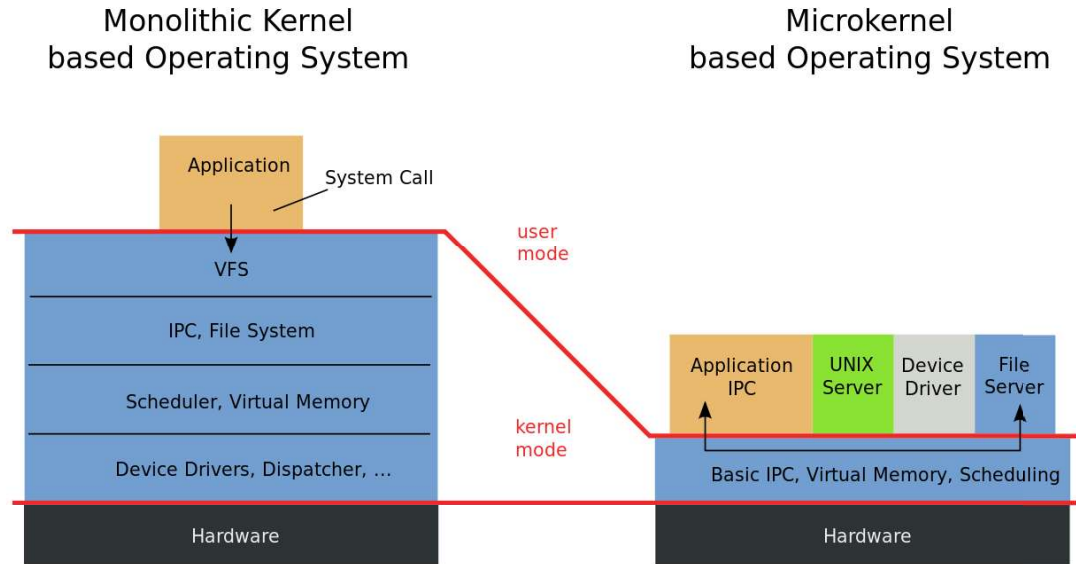 Monolithic Kernel
based Operating System
Microkernel
based Operating System
Application
System Call
VFS
IPC, File System
Scheduler, Virtual Memory
Device Drivers, Dispatcher, ...
Hardware
user
mode
kernel
mode
Application
IPC
UNIX
Server
Device
Driver
File
Server
Basic IPC, Virtual Memory, Scheduling
Hardware